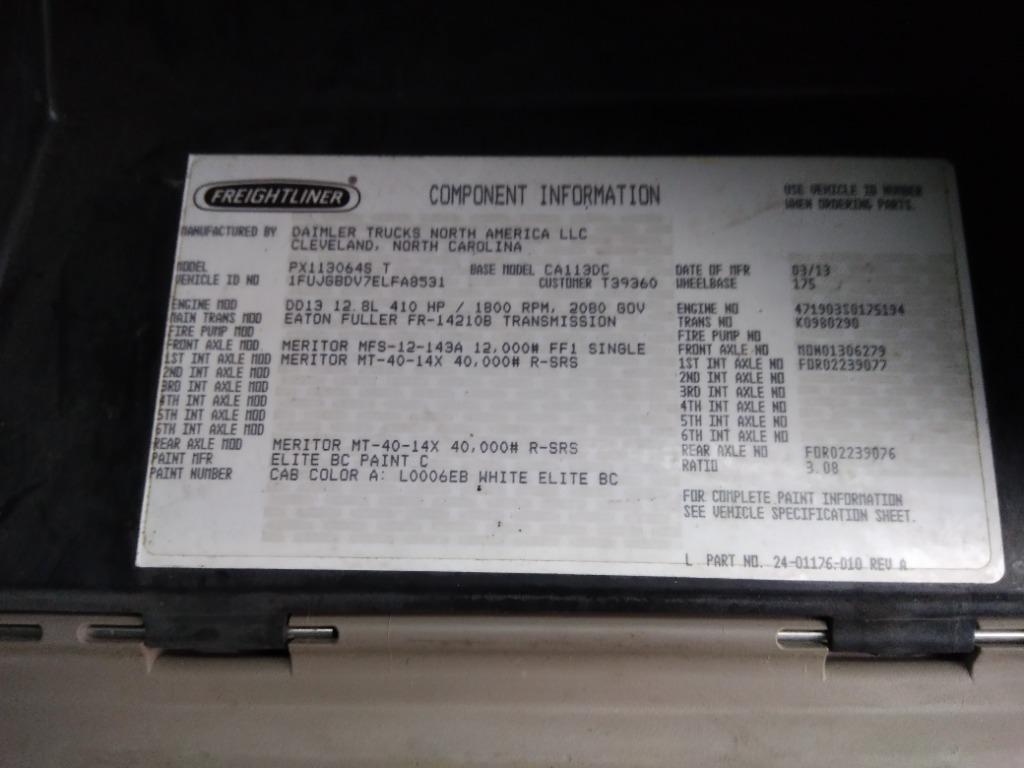 FREIGHTLINER ®
COMPONENT INFORMATION
USE VEHICLE ID NUMBER
WHEN ORDERING PARTS.
MANUFACTURED BY DAIMLER TRUCKS NORTH AMERICA LLC
CLEVELAND, NORTH CAROLINA
MODEL PX113064S T BASE MODEL CA113DC DATE OF MFR 03/13
VEHICLE ID NO 1FUJGBDV7ELFA8531 CUSTOMER T39360 WHEELBASE 175
ENGINE MOD DD13 12.8L 410 HP / 1800 RPM, 2080 GOV ENGINE NO 471903S0175194
MAIN TRANS MOD EATON FULLER FR-14210B TRANSMISSION TRANS NO K0980290
FIRE PUMP MOD FIRE PUMP NO
FRONT AXLE MOD MERITOR MFS-12-143A 12,000# FF1 SINGLE FRONT AXLE NO MON01306279
1ST INT AXLE MOD MERITOR MT-40-14X 40,000# R-SRS 1ST INT AXLE NO FOR02239077
2ND INT AXLE MOD 2ND INT AXLE NO
3RD INT AXLE MOD 3RD INT AXLE NO
4TH INT AXLE MOD 4TH INT AXLE NO
5TH INT AXLE MOD 5TH INT AXLE NO
6TH INT AXLE MOD 6TH INT AXLE NO
REAR AXLE MOD MERITOR MT-40-14X 40,000# R-SRS REAR AXLE NO FOR02239076
PAINT MFR ELITE BC PAINT C RATIO 3.08
PAINT NUMBER CAB COLOR A: L0006EB WHITE ELITE BC
FOR COMPLETE PAINT INFORMATION
SEE VEHICLE SPECIFICATION SHEET.
L PART NO. 24-01176-010 REV A